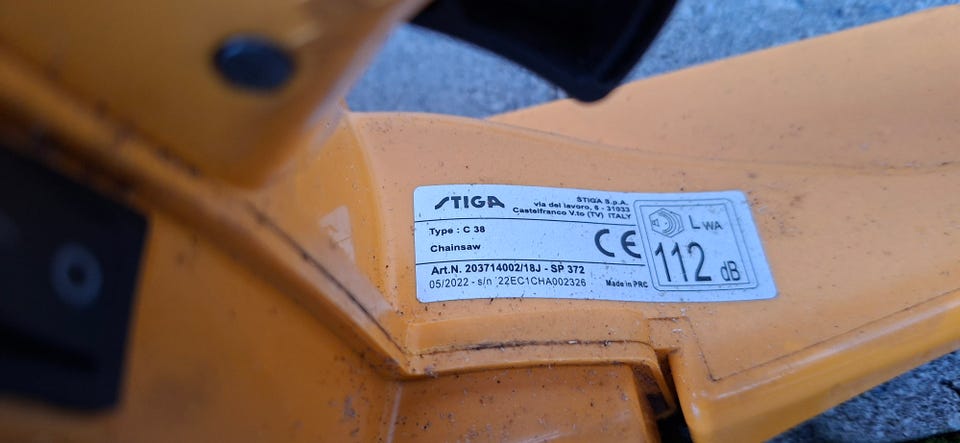 STIGA
STIGA S.p.A.
via del lavoro, 6 - 31033
Castelfranco V.to (TV) ITALY
Type : C 38
Chainsaw
CE
Art.N. 203714002/18J - SP 372
05/2022 - s/n 22EC1CHA002326
Made in PRC
LWA
112 dB